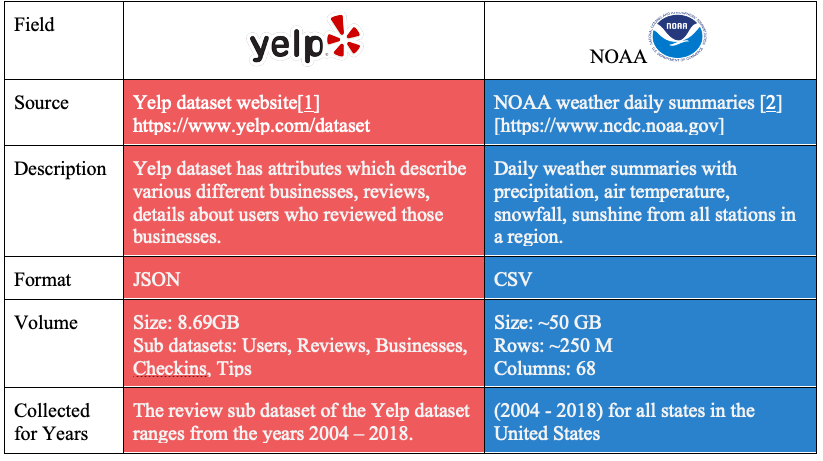 Field
yelp
NOAA
NOAA
Source
Yelp dataset website[1]
https://www.yelp.com/dataset
NOAA weather daily summaries [2]
[https://www.ncdc.noaa.gov]
Description
Yelp dataset has attributes which describe
various different businesses, reviews,
details about users who reviewed those
businesses.
Daily weather summaries with
precipitation, air temperature,
snowfall, sunshine from all stations in
a region.
Format
JSON
CSV
Volume
Size: 8.69GB
Sub datasets: Users, Reviews, Businesses,
Checkins, Tips
Size: ~50 GB
Rows: ~250 M
Columns: 68
Collected
for Years
The review sub dataset of the Yelp dataset
ranges from the years 2004 – 2018.
(2004 - 2018) for all states in the
United States